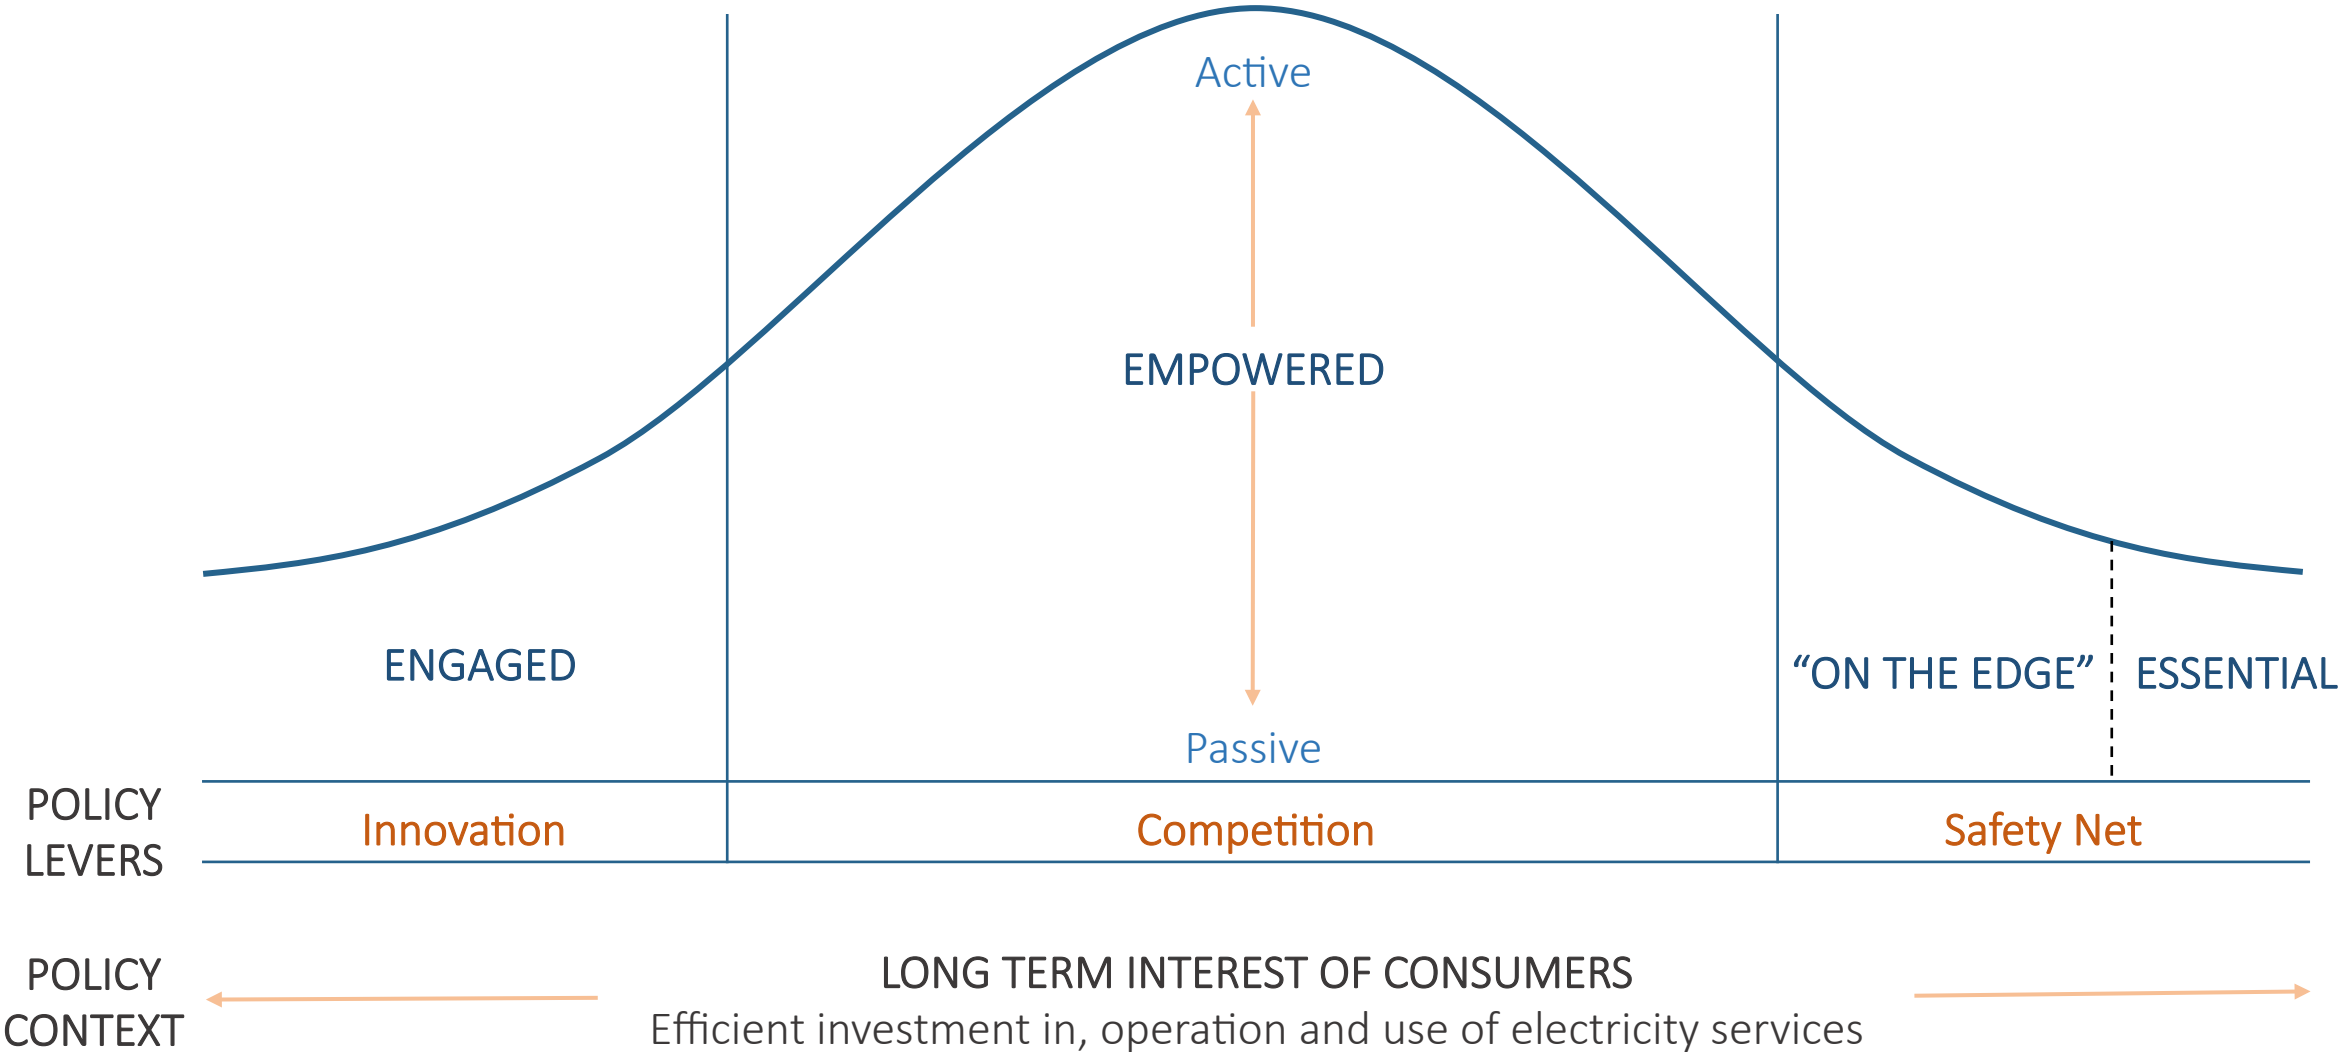 Active
EMPOWERED
Passive
ENGAGED
“ON THE EDGE”
ESSENTIAL
POLICY
LEVERS
Innovation
Competition
Safety Net
POLICY
CONTEXT
LONG TERM INTEREST OF CONSUMERS
Efficient investment in, operation and use of electricity services